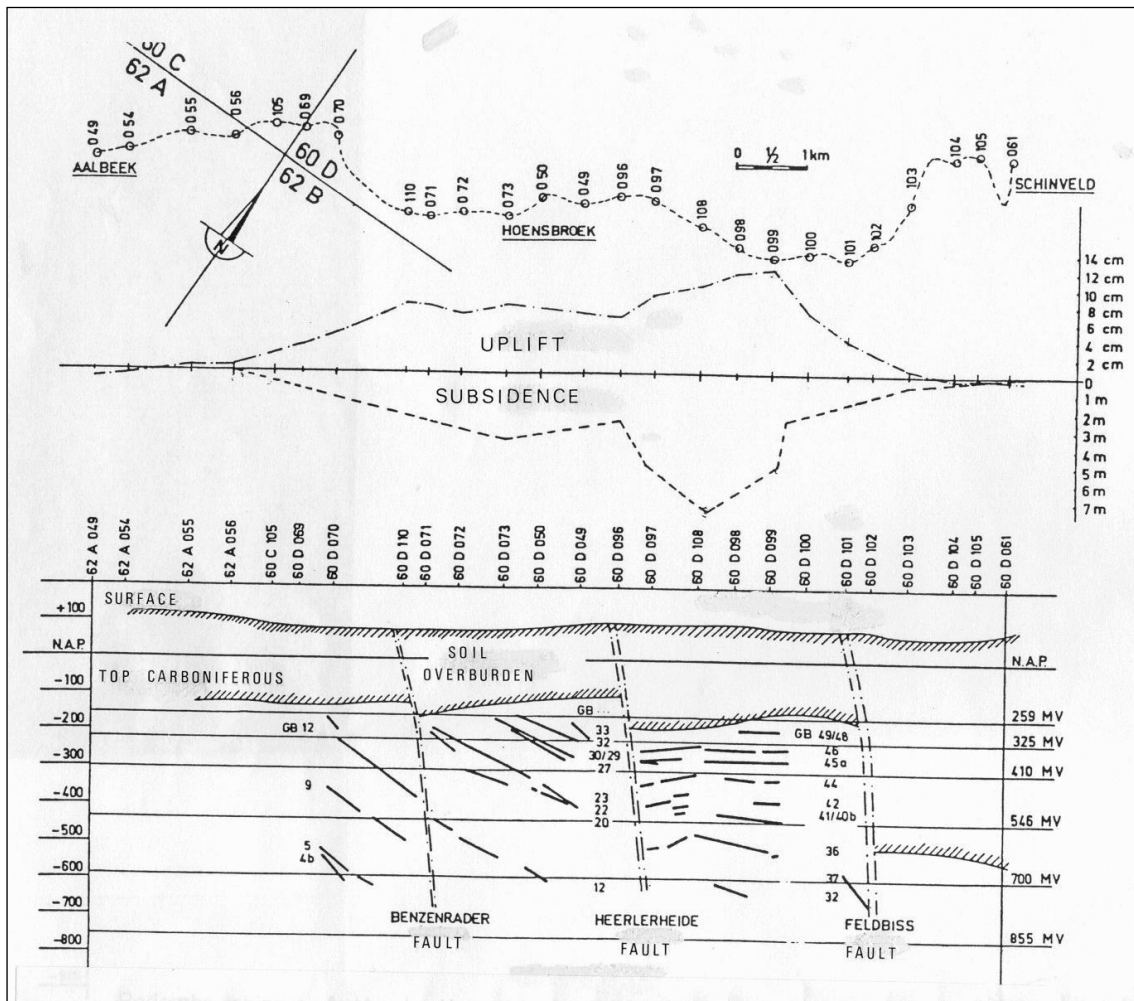 60 C
62 A
60 D
62 B
N
049
054
055
056
105
069
070
110
071
072
073
050
049
096
097
108
098
099
100
101
102
103
104
105
061
AALBEEK
HOENSBROEK
SCHINVELD
0 ½ 1 km
14 cm
12 cm
10 cm
8 cm
6 cm
4 cm
2 cm
0
1 m
2 m
3 m
4 m
5 m
6 m
7 m
UPLIFT
SUBSIDENCE
62 A 049
62 A 054
62 A 055
62 A 056
60 C 105
60 D 069
60 D 070
60 D 110
60 D 071
60 D 072
60 D 073
60 D 050
60 D 049
60 D 096
60 D 097
60 D 108
60 D 098
60 D 099
60 D 100
60 D 101
60 D 102
60 D 103
60 D 104
60 D 105
60 D 061
+100
N.A.P.
-100
-200
-300
-400
-500
-600
-700
-800
SURFACE
SOIL
OVERBURDEN
TOP CARBONIFEROUS
N.A.P.
GB 12
9
5
4b
GB ...
33
32
30/29
27
23
22
20
12
GB 49/48
46
45a
44
42
41/40b
36
37
32
259 MV
325 MV
410 MV
546 MV
700 MV
855 MV
BENZENRADER
FAULT
HEERLERHEIDE
FAULT
FELDBISS
FAULT